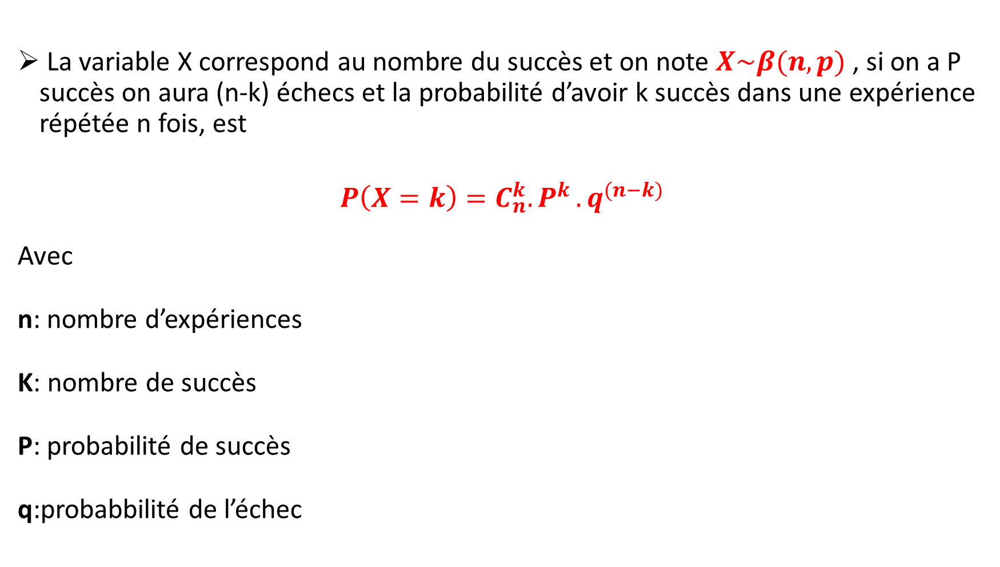 ➢ La variable X correspond au nombre du succès et on note X~β(n, p) , si on a P
succès on aura (n-k) échecs et la probabilité d’avoir k succès dans une expérience
répétée n fois, est
P(X = k) = C_n^k. P^k . q^(n−k)
Avec
n: nombre d’expériences
K: nombre de succès
P: probabilité de succès
q:probabbilité de l’échec